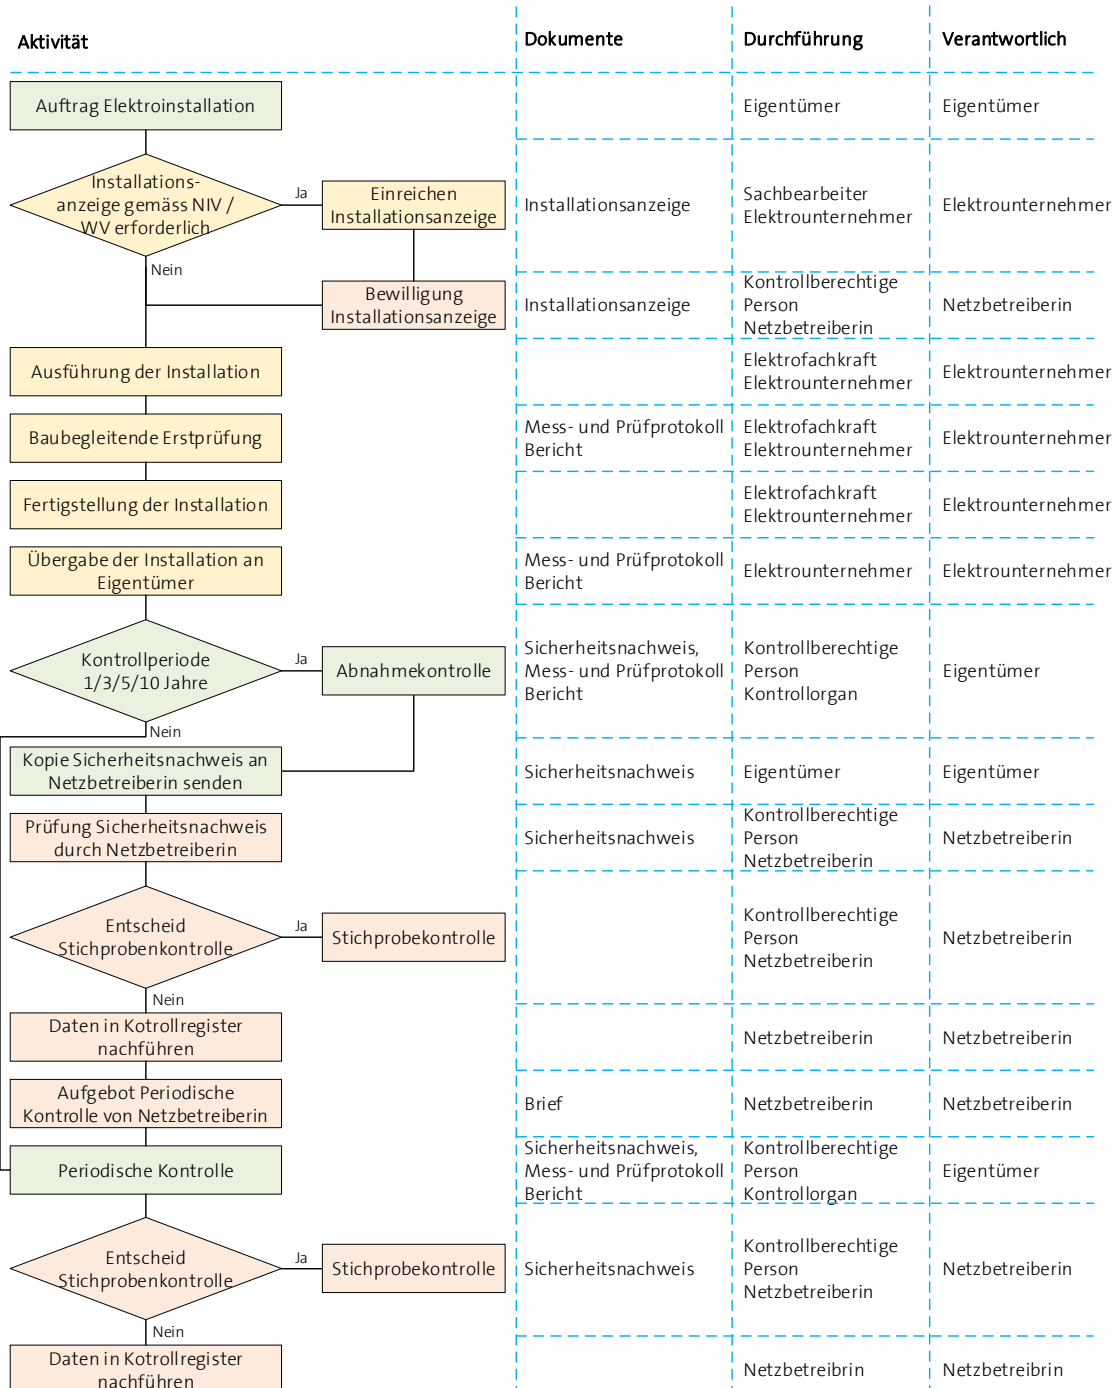 Aktivität
Dokumente
Durchführung
Verantwortlich
Auftrag Elektroinstallation
Eigentümer
Eigentümer
Installations-
anzeige gemäss NIV /
WV erforderlich
Ja
Nein
Einreichen
Installationsanzeige
Installationsanzeige
Sachbearbeiter
Elektrounternehmer
Elektrounternehmer
Bewilligung
Installationsanzeige
Installationsanzeige
Kontrollberechtige
Person
Netzbetreiberin
Netzbetreiberin
Ausführung der Installation
Elektrofachkraft
Elektrounternehmer
Elektrounternehmer
Baubegleitende Erstprüfung
Mess- und Prüfprotokoll
Bericht
Elektrofachkraft
Elektrounternehmer
Elektrounternehmer
Fertigstellung der Installation
Elektrofachkraft
Elektrounternehmer
Elektrounternehmer
Übergabe der Installation an
Eigentümer
Mess- und Prüfprotokoll
Bericht
Elektrounternehmer
Elektrounternehmer
Kontrollperiode
1/3/5/10 Jahre
Ja
Nein
Abnahmekontrolle
Sicherheitsnachweis,
Mess- und Prüfprotokoll
Bericht
Kontrollberechtige
Person
Kontrollorgan
Eigentümer
Kopie Sicherheitsnachweis an
Netzbetreiberin senden
Sicherheitsnachweis
Eigentümer
Eigentümer
Prüfung Sicherheitsnachweis
durch Netzbetreiberin
Sicherheitsnachweis
Kontrollberechtige
Person
Netzbetreiberin
Netzbetreiberin
Entscheid
Stichprobenkontrolle
Ja
Nein
Stichprobekontrolle
Kontrollberechtige
Person
Netzbetreiberin
Netzbetreiberin
Daten in Kotrollregister
nachführen
Netzbetreiberin
Netzbetreiberin
Aufgebot Periodische
Kontrolle von Netzbetreiberin
Brief
Netzbetreiberin
Netzbetreiberin
Periodische Kontrolle
Sicherheitsnachweis,
Mess- und Prüfprotokoll
Bericht
Kontrollberechtige
Person
Kontrollorgan
Eigentümer
Entscheid
Stichprobenkontrolle
Ja
Nein
Stichprobekontrolle
Sicherheitsnachweis
Kontrollberechtige
Person
Netzbetreiberin
Netzbetreiberin
Daten in Kotrollregister
nachführen
Netzbetreibrin
Netzbetreibrin